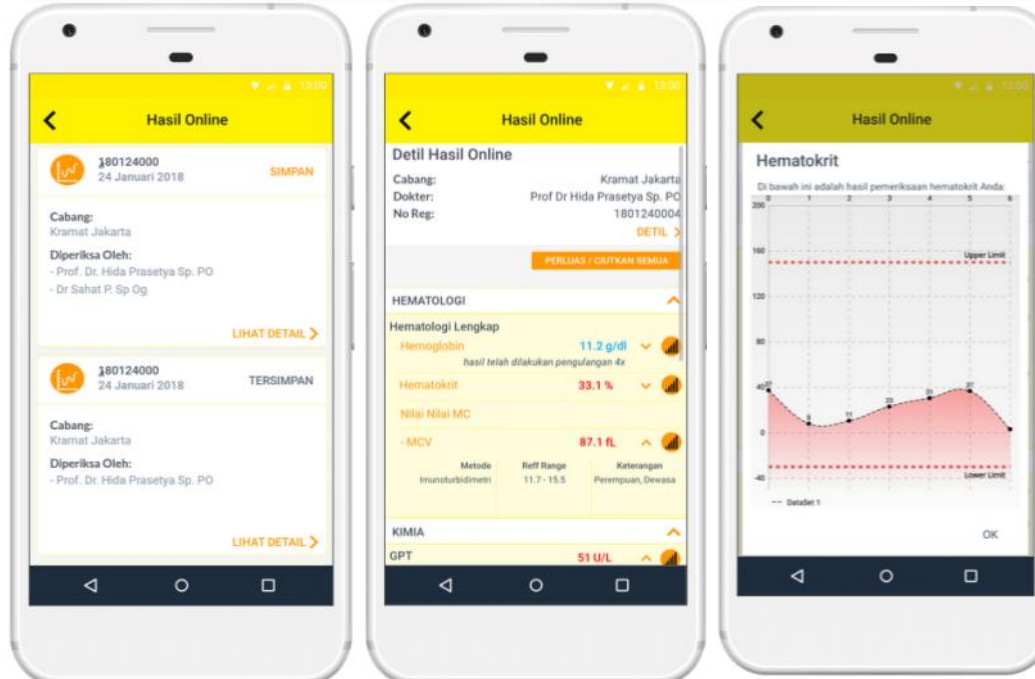 13:00
Hasil Online
180124000
24 Januari 2018
SIMPAN
Cabang:
Kramat Jakarta
Diperiksa Oleh:
- Prof. Dr. Hida Prasetya Sp. PO
- Dr Sahat P. Sp Og
LIHAT DETAIL
180124000
24 Januari 2018
TERSIMPAN
Cabang:
Kramat Jakarta
Diperiksa Oleh:
- Prof. Dr. Hida Prasetya Sp. PO
LIHAT DETAIL
13:00
Hasil Online
Detil Hasil Online
Cabang: Kramat Jakarta
Dokter: Prof Dr Hida Prasetya Sp. PO
No Reg: 1801240004
DETIL
PERLUAS / CIUTKAN SEMUA
HEMATOLOGI
Hematologi Lengkap
Hemoglobin 11.2 g/dl
hasil telah dilakukan pengulangan 4x
Hematokrit 33.1 %
Nilai Nilai MC
- MCV 87.1 fL
Metode Reff Range Keterangan
Imunoturbidimetri 11.7 - 15.5 Perempuan, Dewasa
KIMIA
GPT 51 U/L
13:00
Hasil Online
Hematokrit
Di bawah ini adalah hasil pemeriksaan hematokrit Anda:
0 1 2 3 4 5 6
200
160
Upper Limit
120
80
40
37
11
23
31
37
0
-40
Lower Limit
DataSet 1
OK